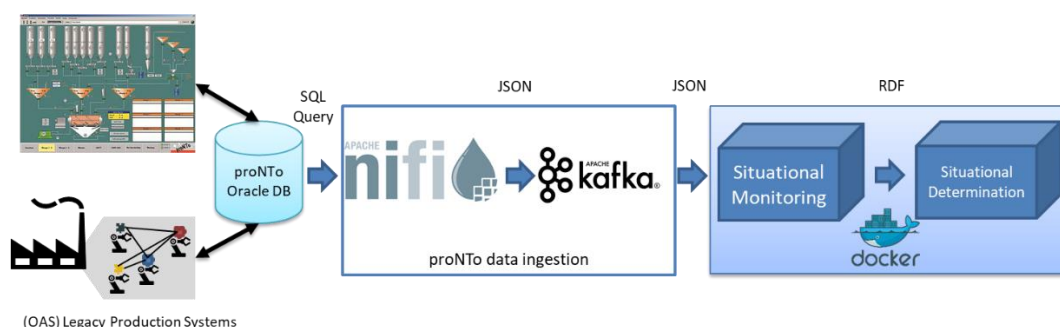 SQL
Query
JSON
JSON
RDF
proNTo
Oracle DB
APACHE
nifi
APACHE
kafka®
Situational
Monitoring
Situational
Determination
docker
proNTo data ingestion
(OAS) Legacy Production Systems